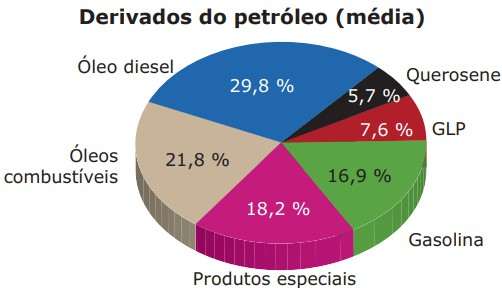 Derivados do petróleo (média)
Óleo diesel
29,8 %
Querosene
5,7 %
GLP
7,6 %
Óleos
combustíveis
21,8 %
16,9 %
Gasolina
18,2 %
Produtos especiais